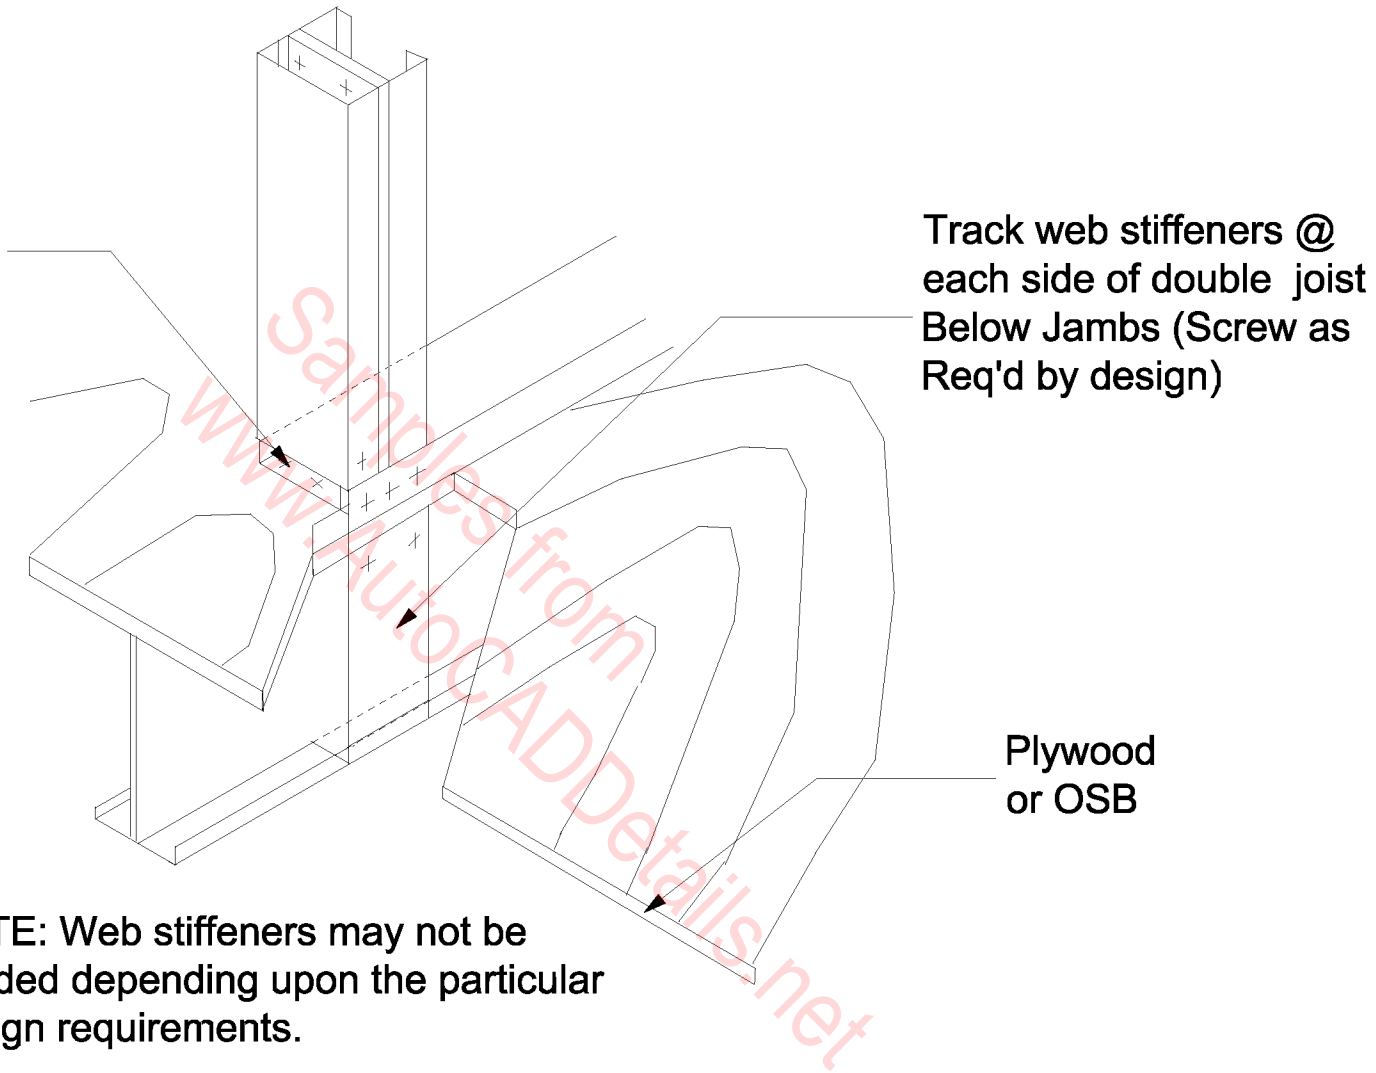 Track web stiffeners @
each side of double joist
Below Jambs (Screw as
Req'd by design)
Samples from
www.AutoCADDetails.net
Plywood
or OSB
TE: Web stiffeners may not be
ded depending upon the particular
gn requirements.